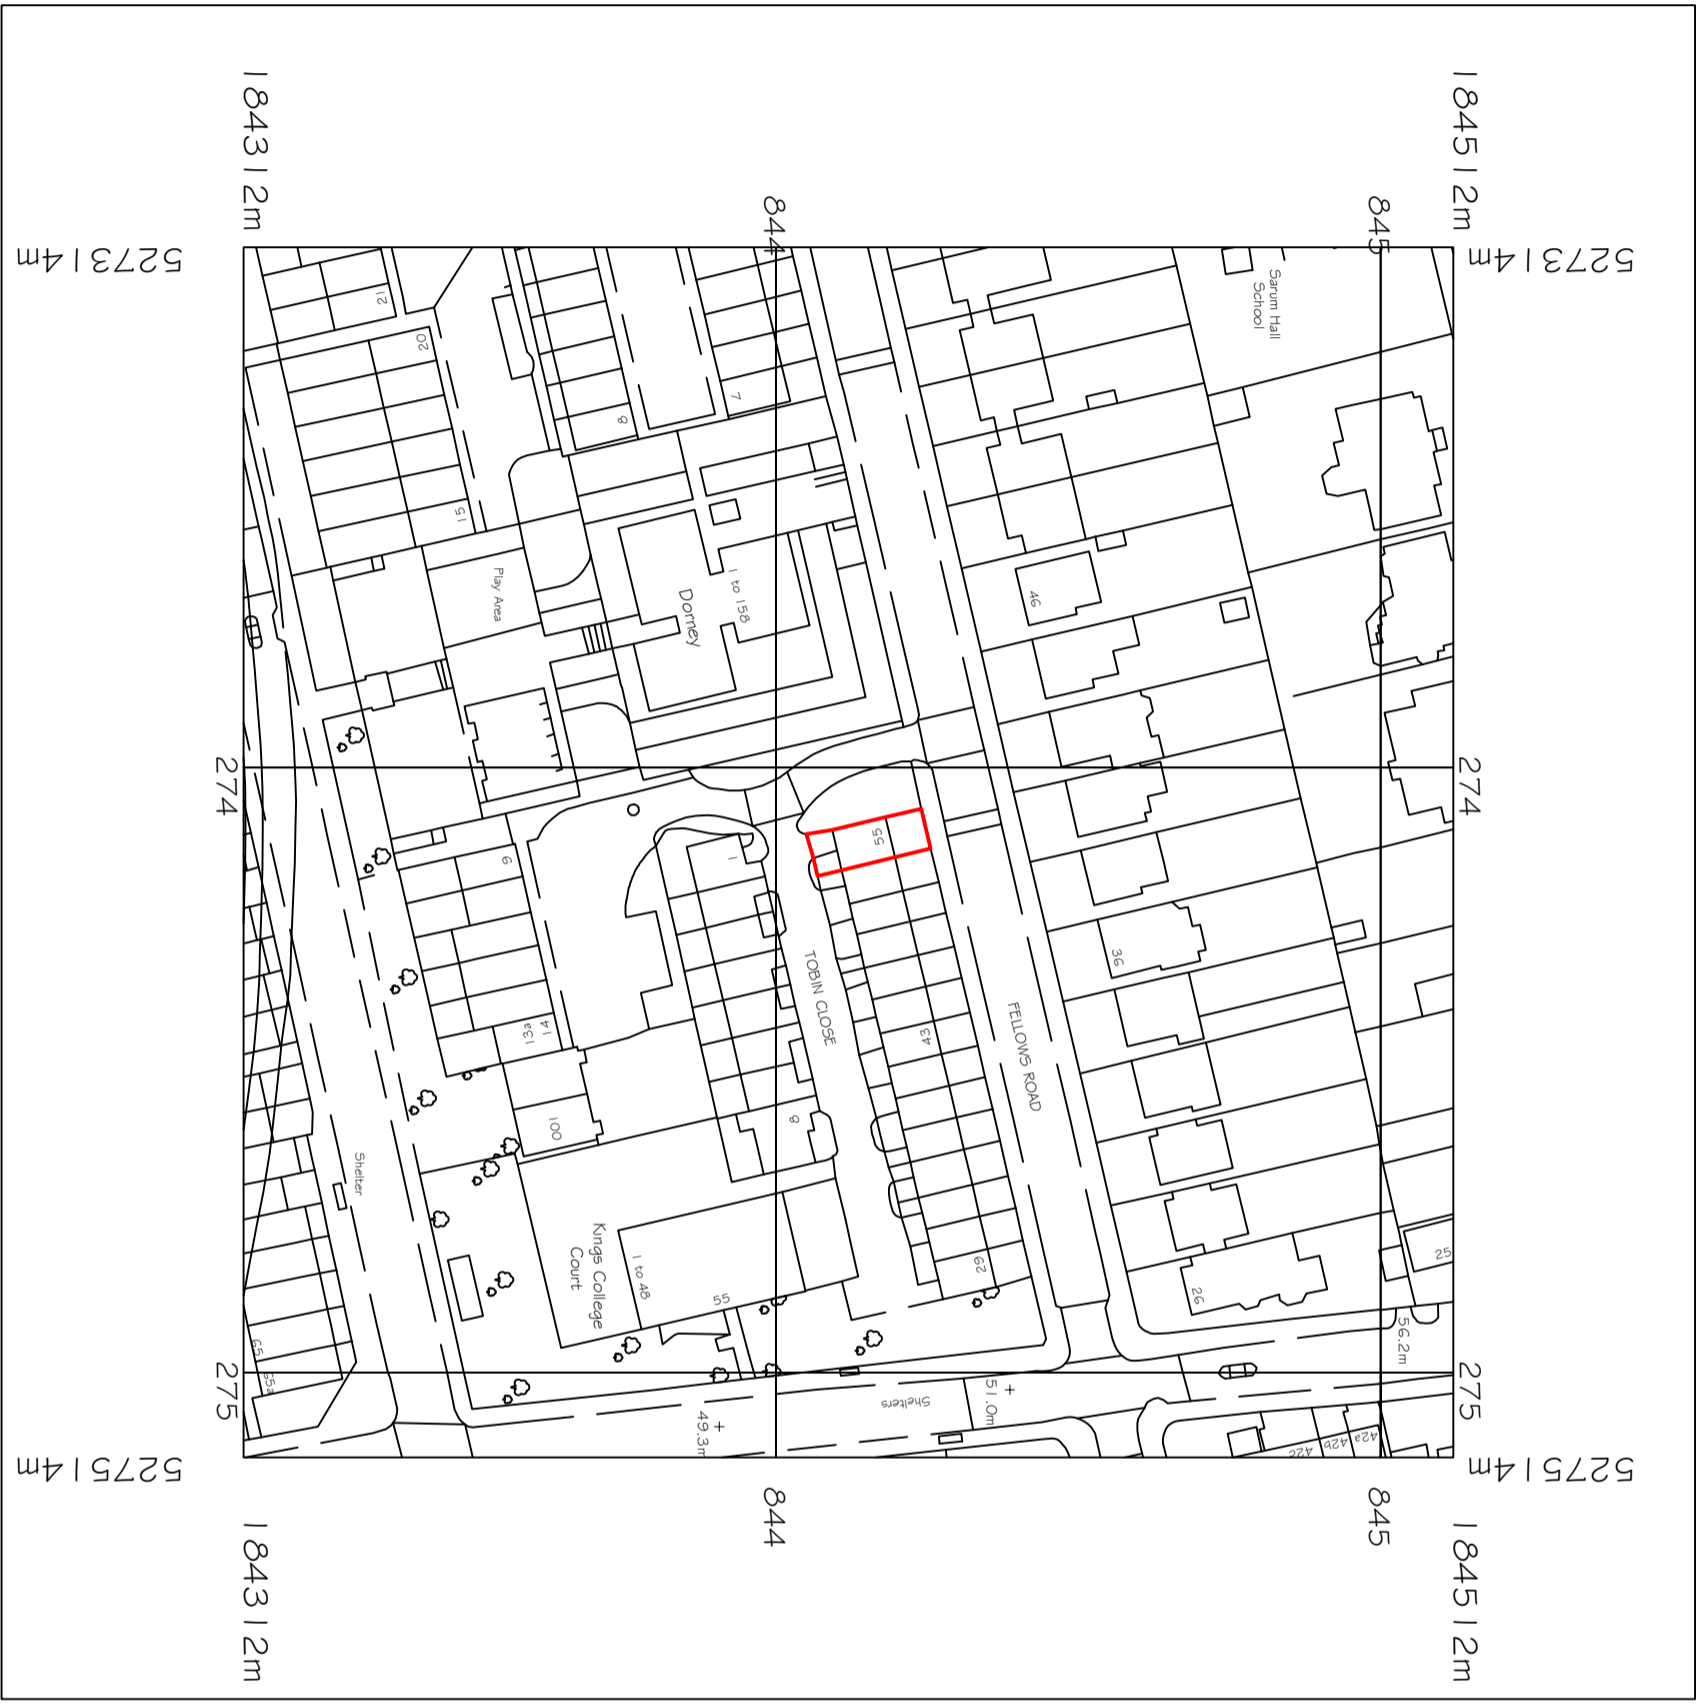 184512m
184512m
527314m
845
845
527514m
844
844
527314m
184312m
184312m
527514m
274
274
275
275
Sarum Hall
School
46
36
26
25
56.2m
FELLOWS ROAD
55
43
29
TOBIN CLOSE
7
8
1 to 158
Dorney
1
8
51.0m
Shelters
49.3m
42a
42b
42c
21
20
15
Play Area
9
14
13a
100
Kings College
Court
1 to 48
55
Shelter
65
65a